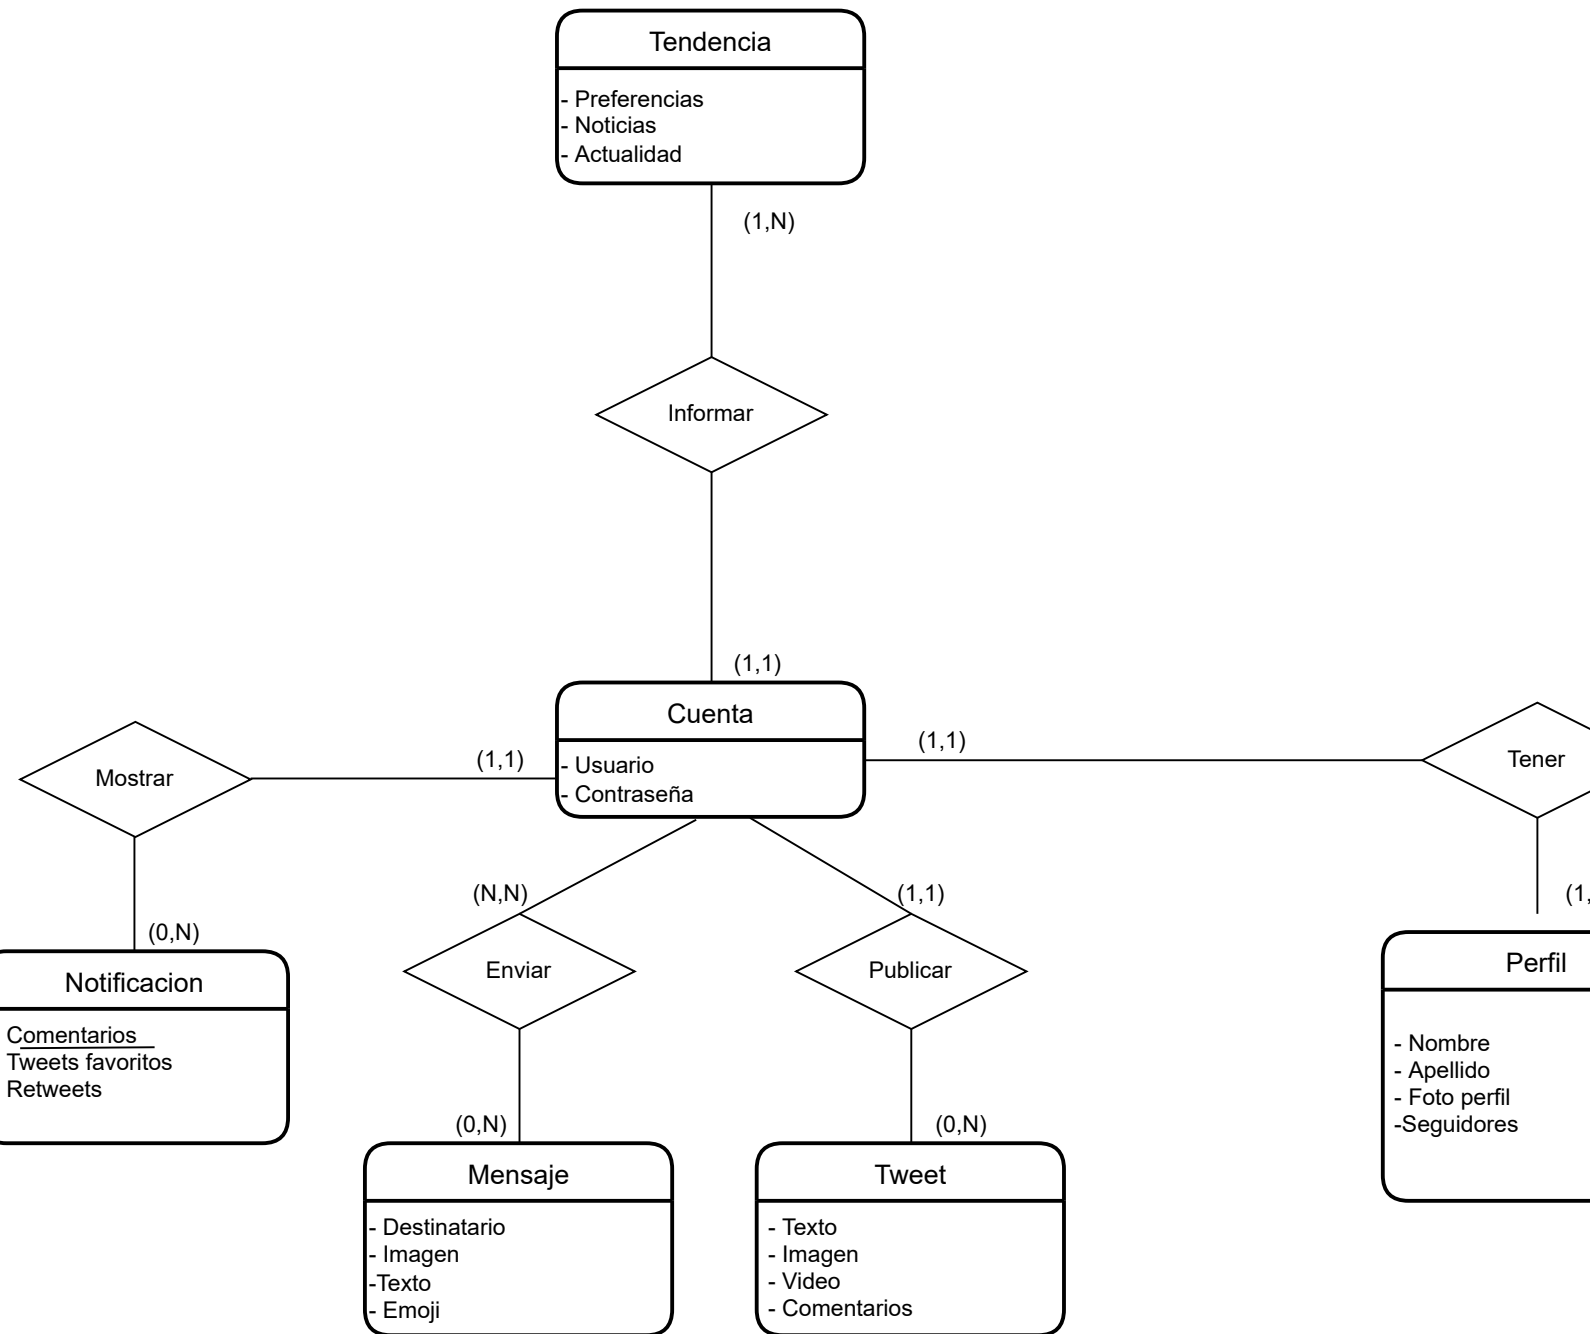 Tendencia
- Preferencias
- Noticias
- Actualidad
(1,N)
Informar
(1,1)
Cuenta
- Usuario
- Contraseña
(1,1)
(1,1)
Mostrar
Tener
(N,N)
(1,1)
(1,
(0,N)
Enviar
Publicar
Notificacion
Comentarios
Tweets favoritos
Retweets
Perfil
- Nombre
- Apellido
- Foto perfil
-Seguidores
(0,N)
(0,N)
Mensaje
- Destinatario
- Imagen
-Texto
- Emoji
Tweet
- Texto
- Imagen
- Video
- Comentarios